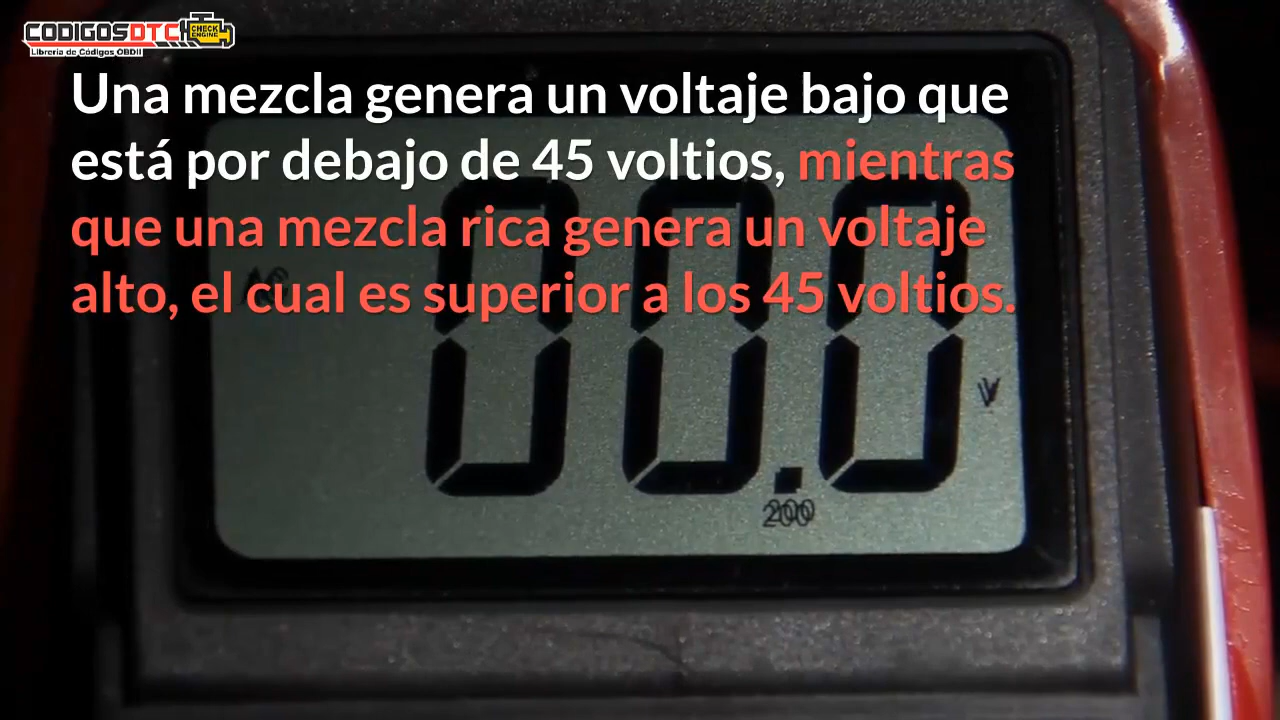 CODIGOSDTC
CHECK
ENGINE
Librería de Códigos OBDII
Una mezcla genera un voltaje bajo que
está por debajo de 45 voltios, mientras
que una mezcla rica genera un voltaje
alto, el cual es superior a los 45 voltios.
AC
00.0
V
200